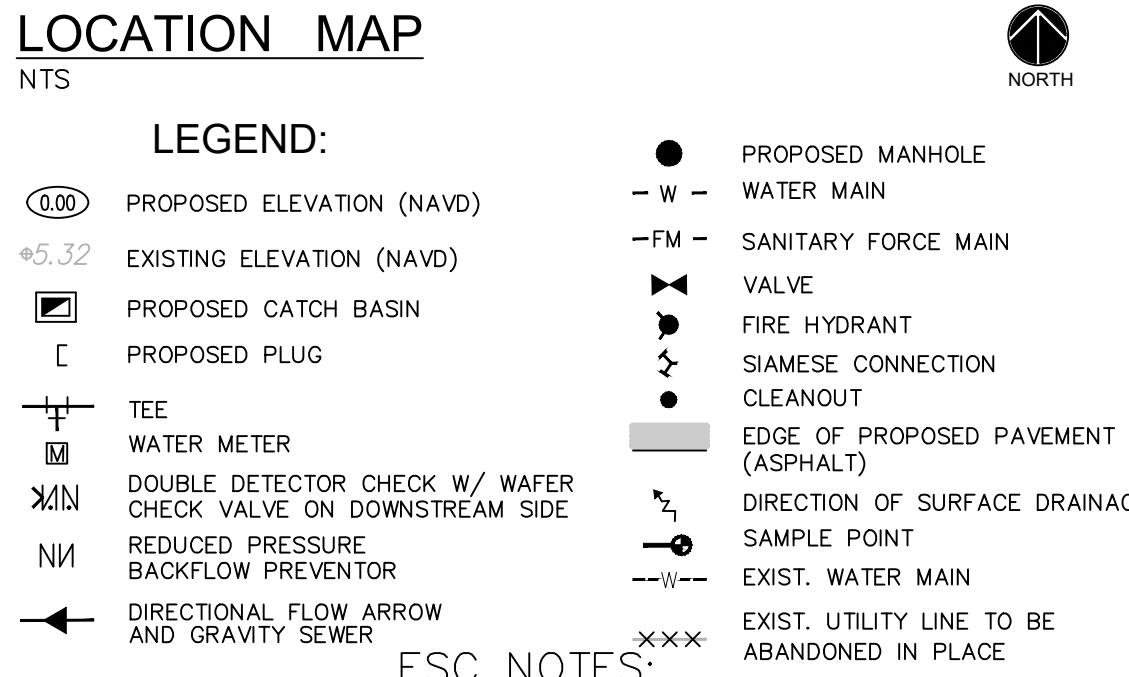 LOCATION MAP
NTS
NORTH
LEGEND:
0.00 PROPOSED ELEVATION (NAVD)
5.32 EXISTING ELEVATION (NAVD)
PROPOSED CATCH BASIN
PROPOSED PLUG
TEE
M WATER METER
DOUBLE DETECTOR CHECK W/ WAFER
CHECK VALVE ON DOWNSTREAM SIDE
REDUCED PRESSURE
BACKFLOW PREVENTOR
DIRECTIONAL FLOW ARROW
AND GRAVITY SEWER
PROPOSED MANHOLE
W WATER MAIN
FM SANITARY FORCE MAIN
VALVE
FIRE HYDRANT
SIAMESE CONNECTION
CLEANOUT
EDGE OF PROPOSED PAVEMENT
(ASPHALT)
DIRECTION OF SURFACE
SAMPLE POINT
W EXIST. WATER MAIN
EXIST. UTILITY LINE TO BE
ABANDONED IN PLACE
ESC NOTES: